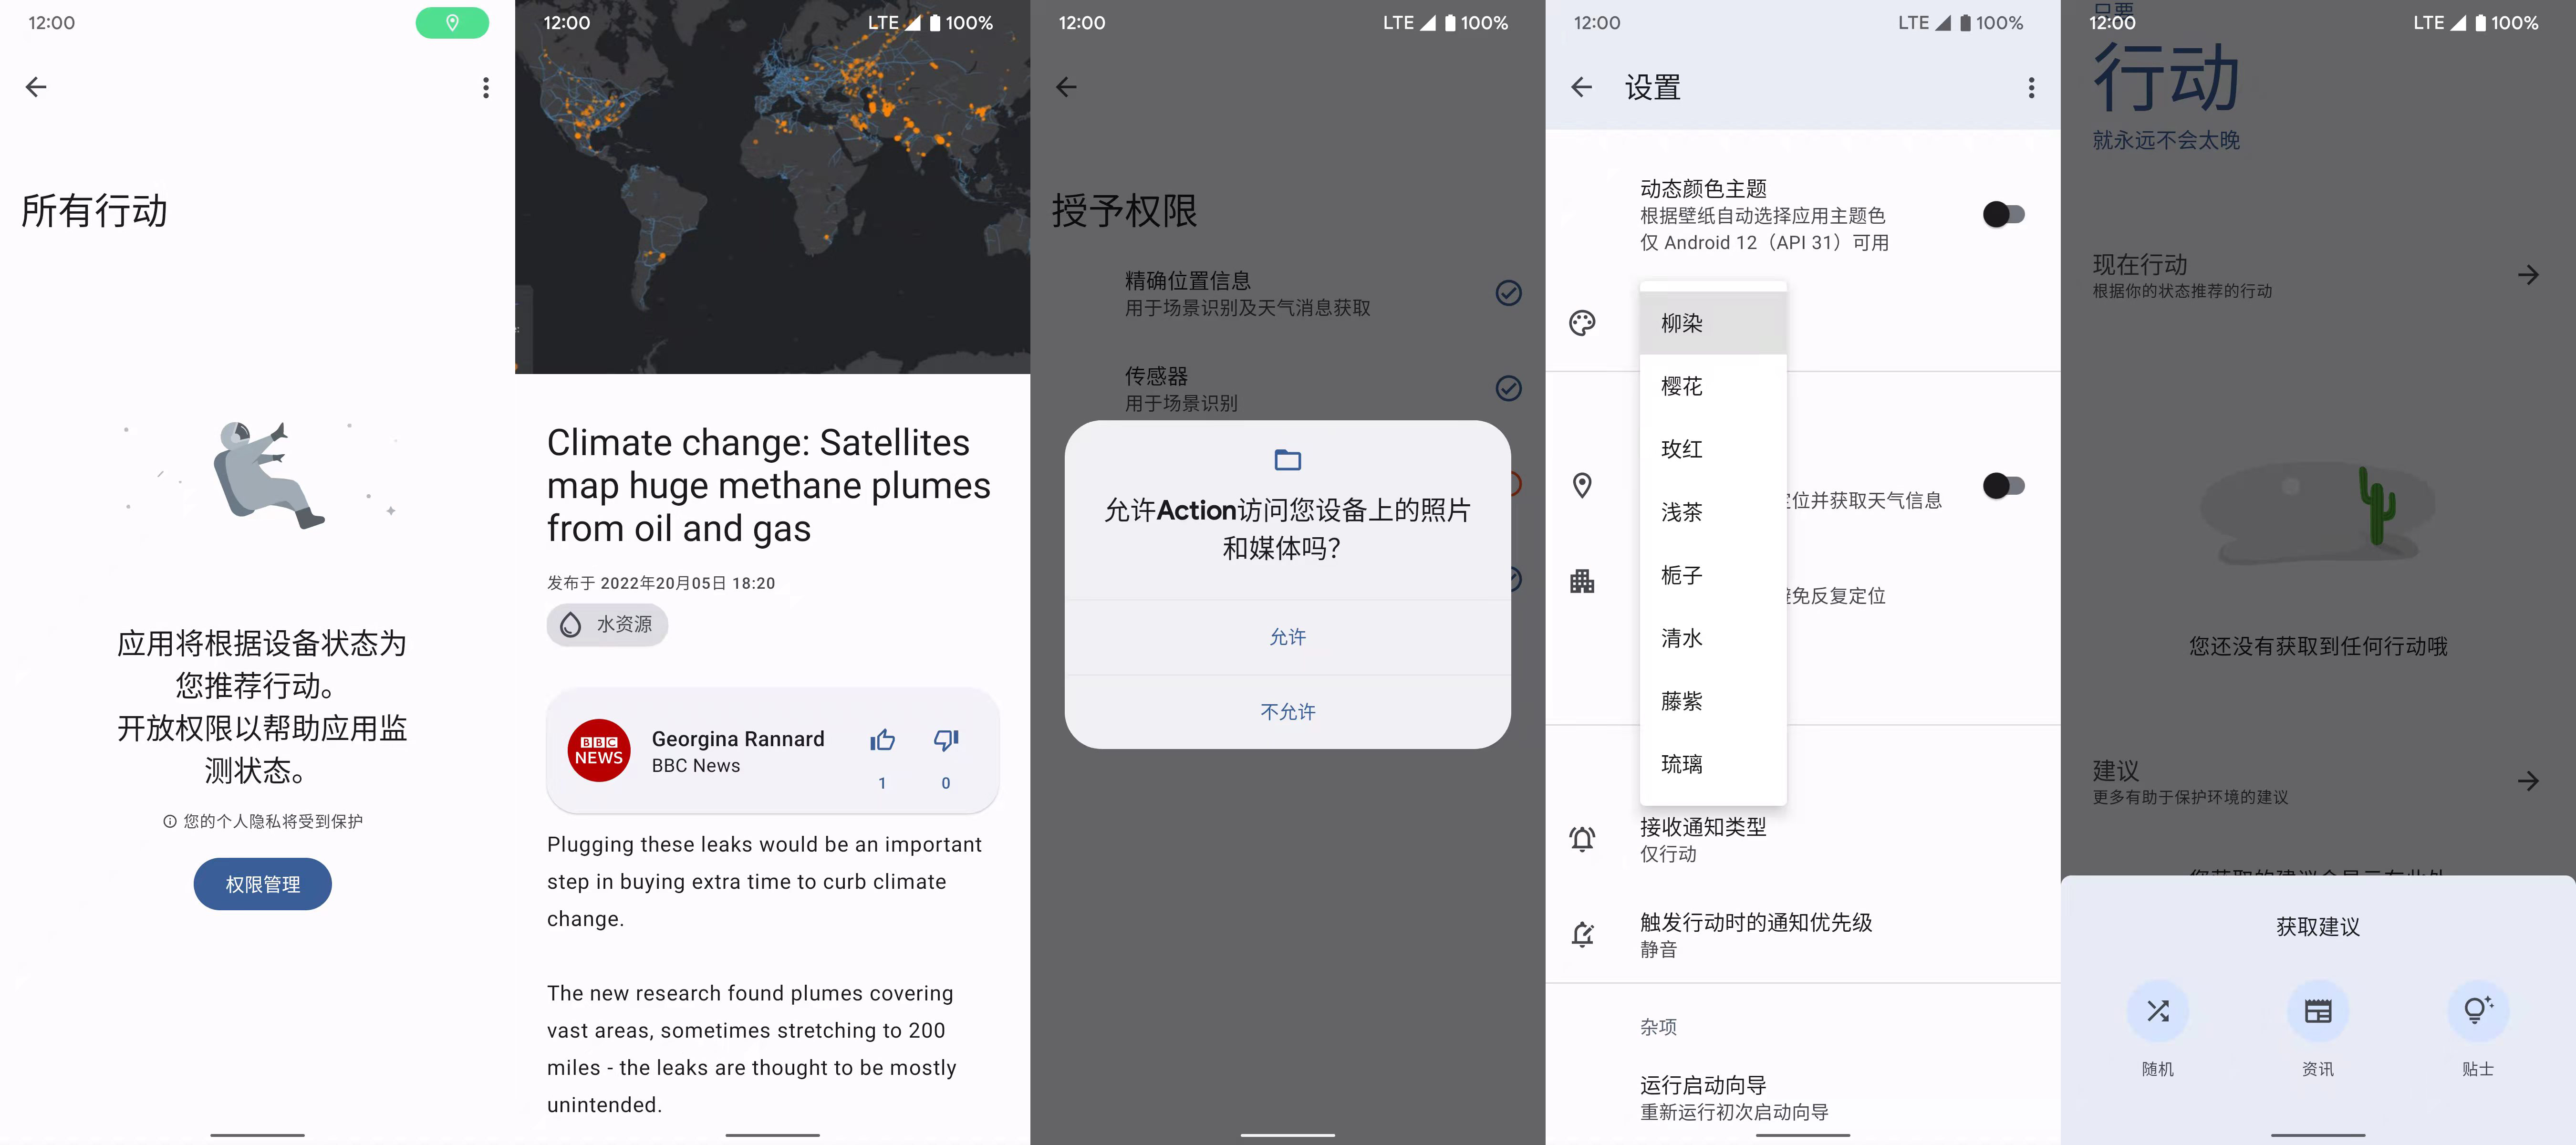 12:00
所有行动
应用将根据设备状态为
您推荐行动。
开放权限以帮助应用监
测状态。
您的个人隐私将受到保护
权限管理
12:00 LTE 100%
Climate change: Satellites
map huge methane plumes
from oil and gas
发布于 2022年20月05日 18:20
水资源
BBC
NEWS
Georgina Rannard
BBC News
1 0
Plugging these leaks would be an important
step in buying extra time to curb climate
change.
The new research found plumes covering
vast areas, sometimes stretching to 200
miles - the leaks are thought to be mostly
unintended.
12:00 LTE 100%
授予权限
精确位置信息
用于场景识别及天气消息获取
传感器
用于场景识别
允许Action访问您设备上的照片
和媒体吗？
允许
不允许
12:00 LTE 100%
设置
动态颜色主题
根据壁纸自动选择应用主题色
仅 Android 12（API 31）可用
柳染
樱花
玫红
浅茶
栀子
清水
藤紫
琉璃
位并获取天气信息
免反复定位
接收通知类型
仅行动
触发行动时的通知优先级
静音
杂项
运行启动向导
重新运行初次启动向导
12:00 LTE 100%
只要
行动
就永远不会太晚
现在行动
根据你的状态推荐的行动
您还没有获取到任何行动哦
建议
更多有助于保护环境的建议
获取建议
随机
资讯
贴士